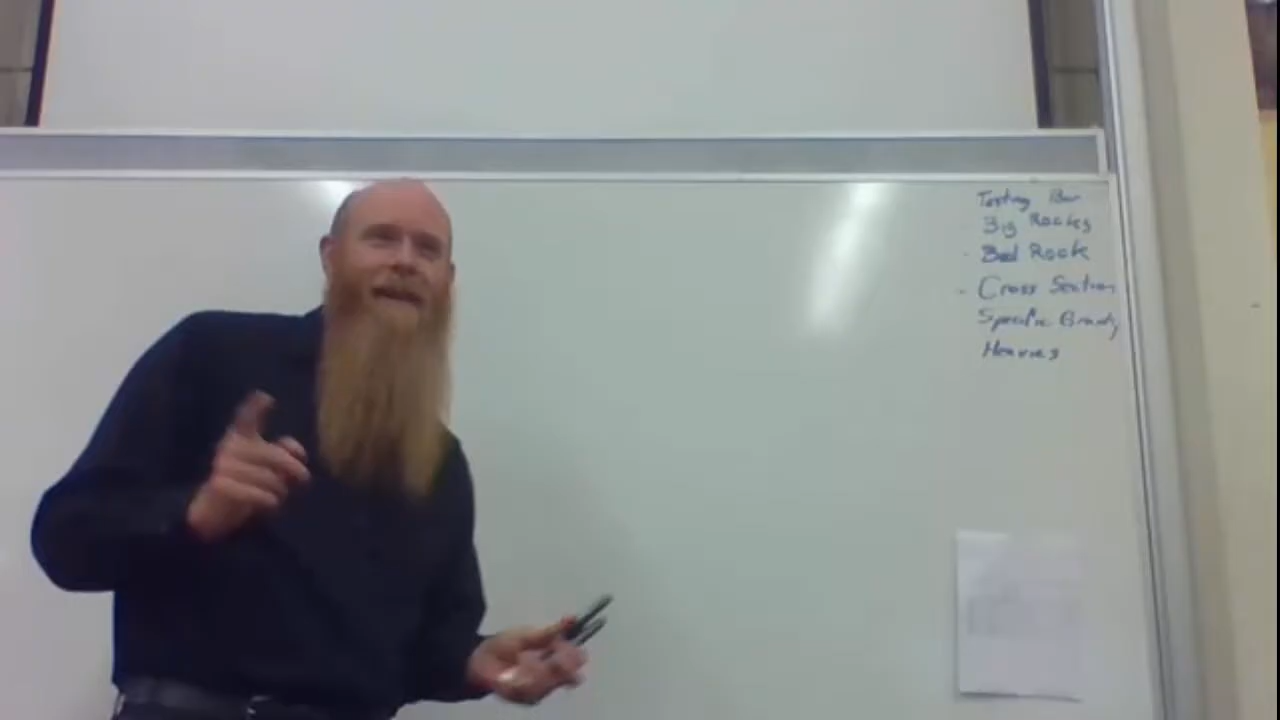 Testing Bar
Big Rocks
- Bed Rock
- Cross Section
Specific Gravity
Heavies